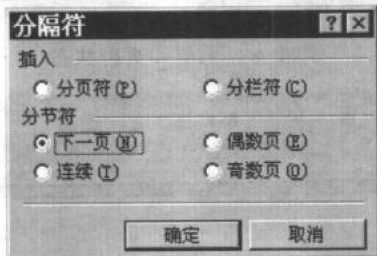 分隔符
插入
分页符(P) 分栏符(C)
分节符
下一页(N) 偶数页(E)
连续(T) 奇数页(O)
确定 取消